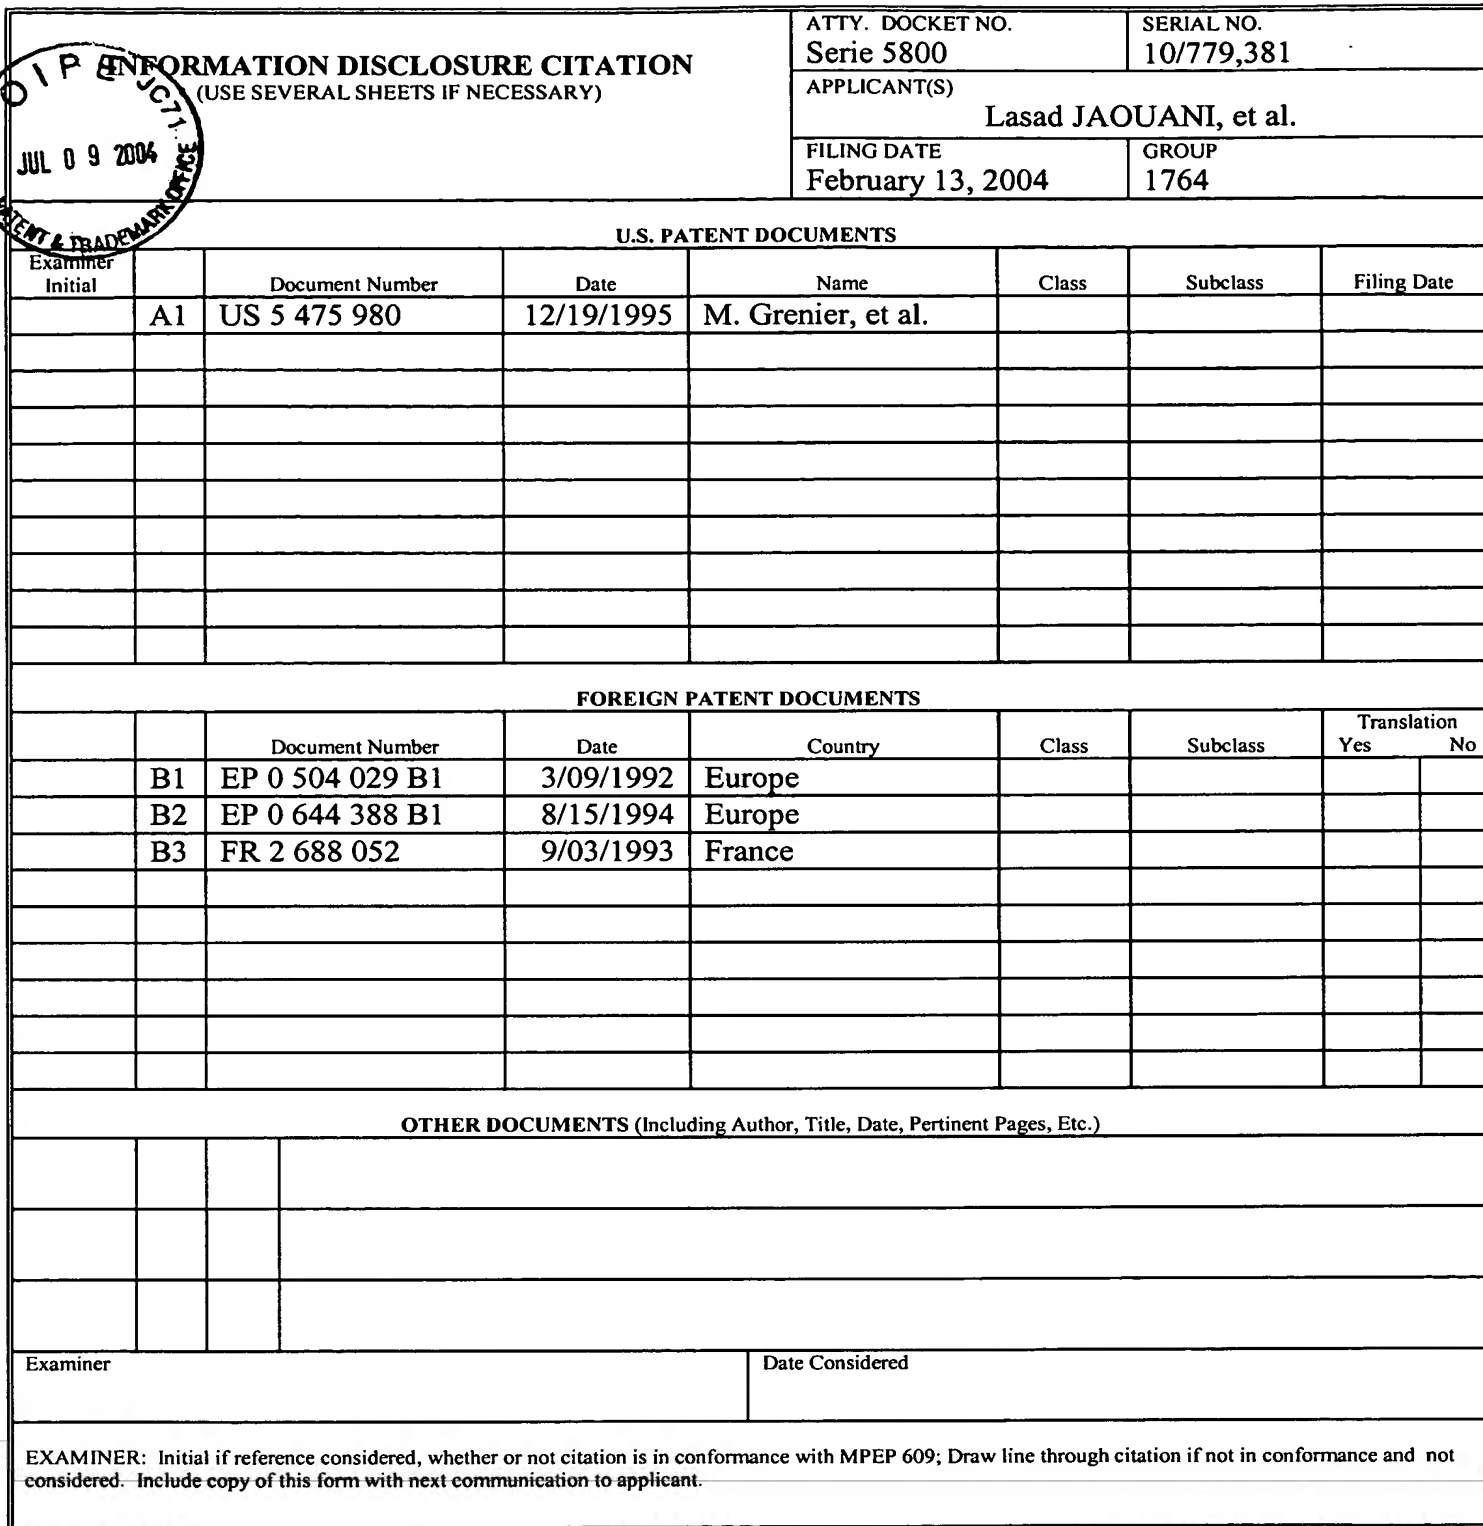 INFORMATION DISCLOSURE CITATION
(USE SEVERAL SHEETS IF NECESSARY)
OIPE JC71
JUL 09 2004
PATENT & TRADEMARK OFFICE
ATTY. DOCKET NO.
Serie 5800
SERIAL NO.
10/779,381
APPLICANT(S)
Lasad JAOUANI, et al.
FILING DATE
February 13, 2004
GROUP
1764
U.S. PATENT DOCUMENTS
Examiner
Initial Document Number Date Name Class Subclass Filing Date
A1 US 5 475 980 12/19/1995 M. Grenier, et al.
FOREIGN PATENT DOCUMENTS
Translation
Document Number Date Country Class Subclass Yes No
B1 EP 0 504 029 B1 3/09/1992 Europe
B2 EP 0 644 388 B1 8/15/1994 Europe
B3 FR 2 688 052 9/03/1993 France
OTHER DOCUMENTS (Including Author, Title, Date, Pertinent Pages, Etc.)
Examiner
Date Considered
EXAMINER: Initial if reference considered, whether or not citation is in conformance with MPEP 609; Draw line through citation if not in conformance and not
considered. Include copy of this form with next communication to applicant.